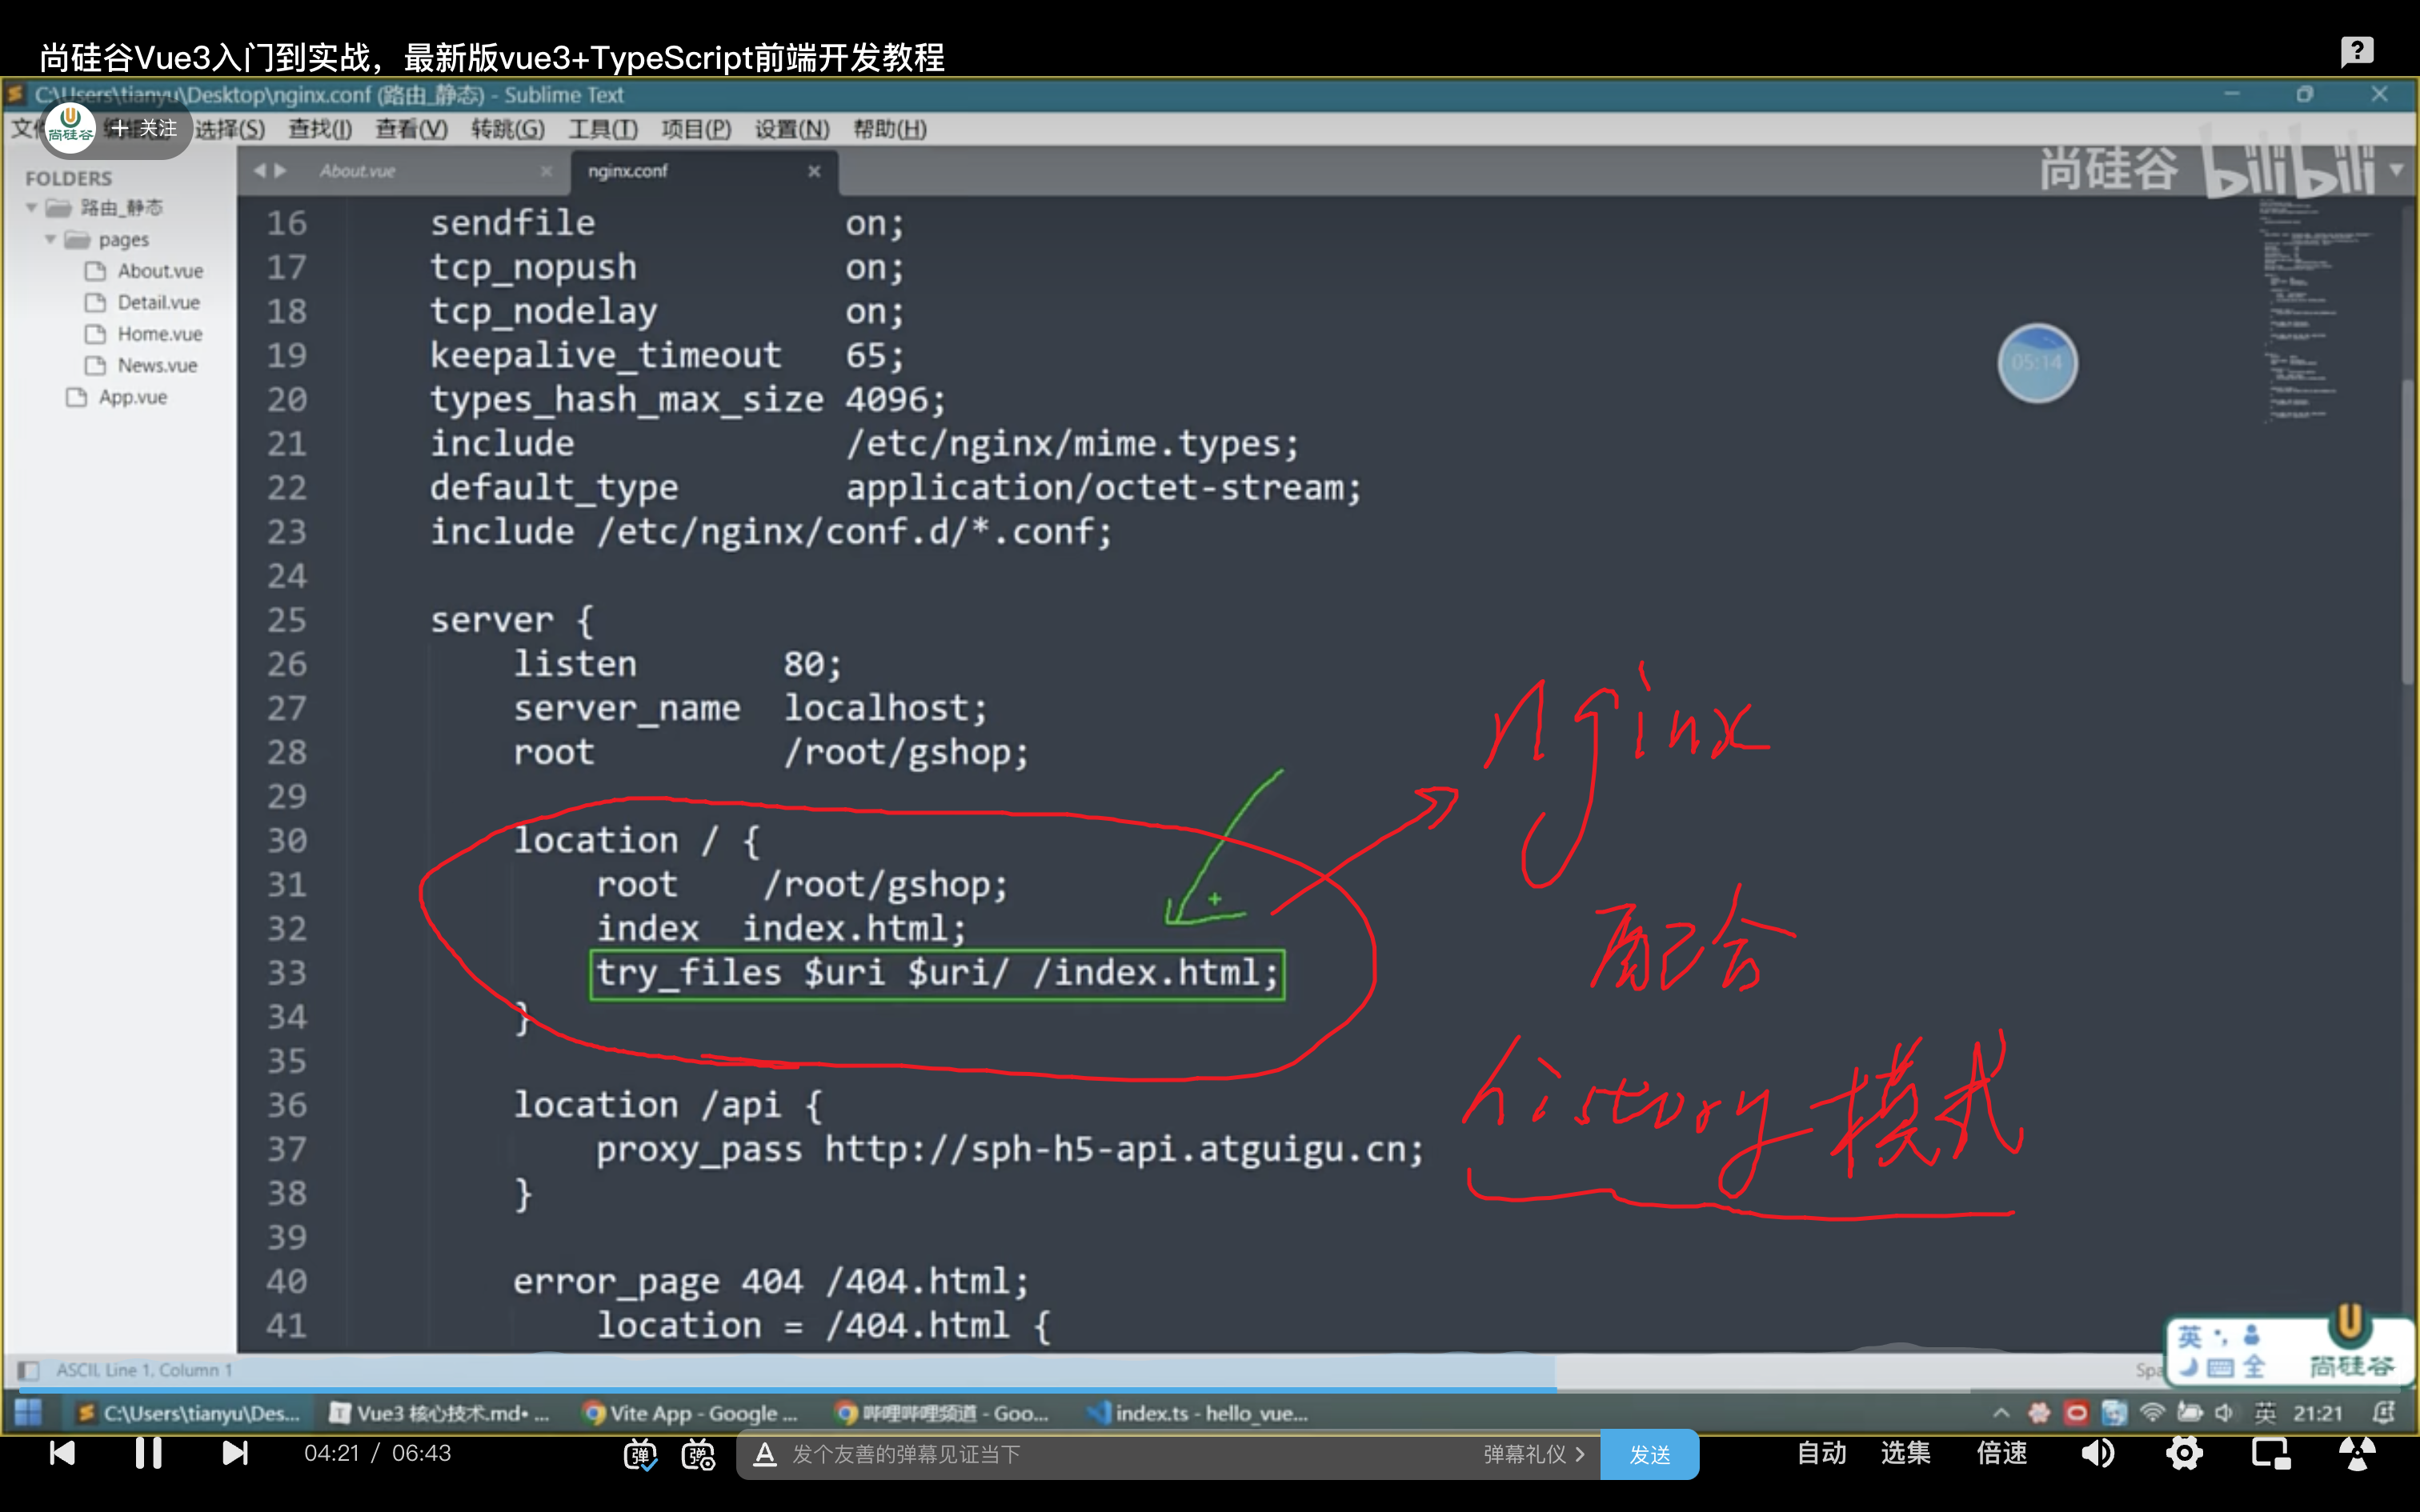 尚硅谷Vue3入门到实战，最新版vue3+TypeScript前端开发教程
C:\Users\tianyu\Desktop\nginx.conf (路由_静态) - Sublime Text
尚硅谷
+ 关注
选择(S) 查找(I) 查看(V) 转跳(G) 工具(T) 项目(P) 设置(N) 帮助(H)
FOLDERS
路由_静态
pages
About.vue
Detail.vue
Home.vue
News.vue
App.vue
About.vue
nginx.conf
尚硅谷 bilibili
16 sendfile on;
17 tcp_nopush on;
18 tcp_nodelay on;
19 keepalive_timeout 65;
20 types_hash_max_size 4096;
21 include /etc/nginx/mime.types;
22 default_type application/octet-stream;
23 include /etc/nginx/conf.d/*.conf;
24
25 server {
26 listen 80;
27 server_name localhost;
28 root /root/gshop;
29
30 location / {
31 root /root/gshop;
32 index index.html;
33 try_files $uri $uri/ /index.html;
34 }
35
36 location /api {
37 proxy_pass http://sph-h5-api.atguigu.cn;
38 }
39
40 error_page 404 /404.html;
41 location = /404.html {
05:14
nginx
配合
history模式
ASCII, Line 1, Column 1
Spa
英
全
尚硅谷
C:\Users\tianyu\Des...
Vue3 核心技术.md• ...
Vite App - Google ...
哔哩哔哩频道 - Goo...
index.ts - hello_vue...
英 21:21
04:21 / 06:43
弹
弹
发个友善的弹幕见证当下
弹幕礼仪
发送
自动 选集 倍速